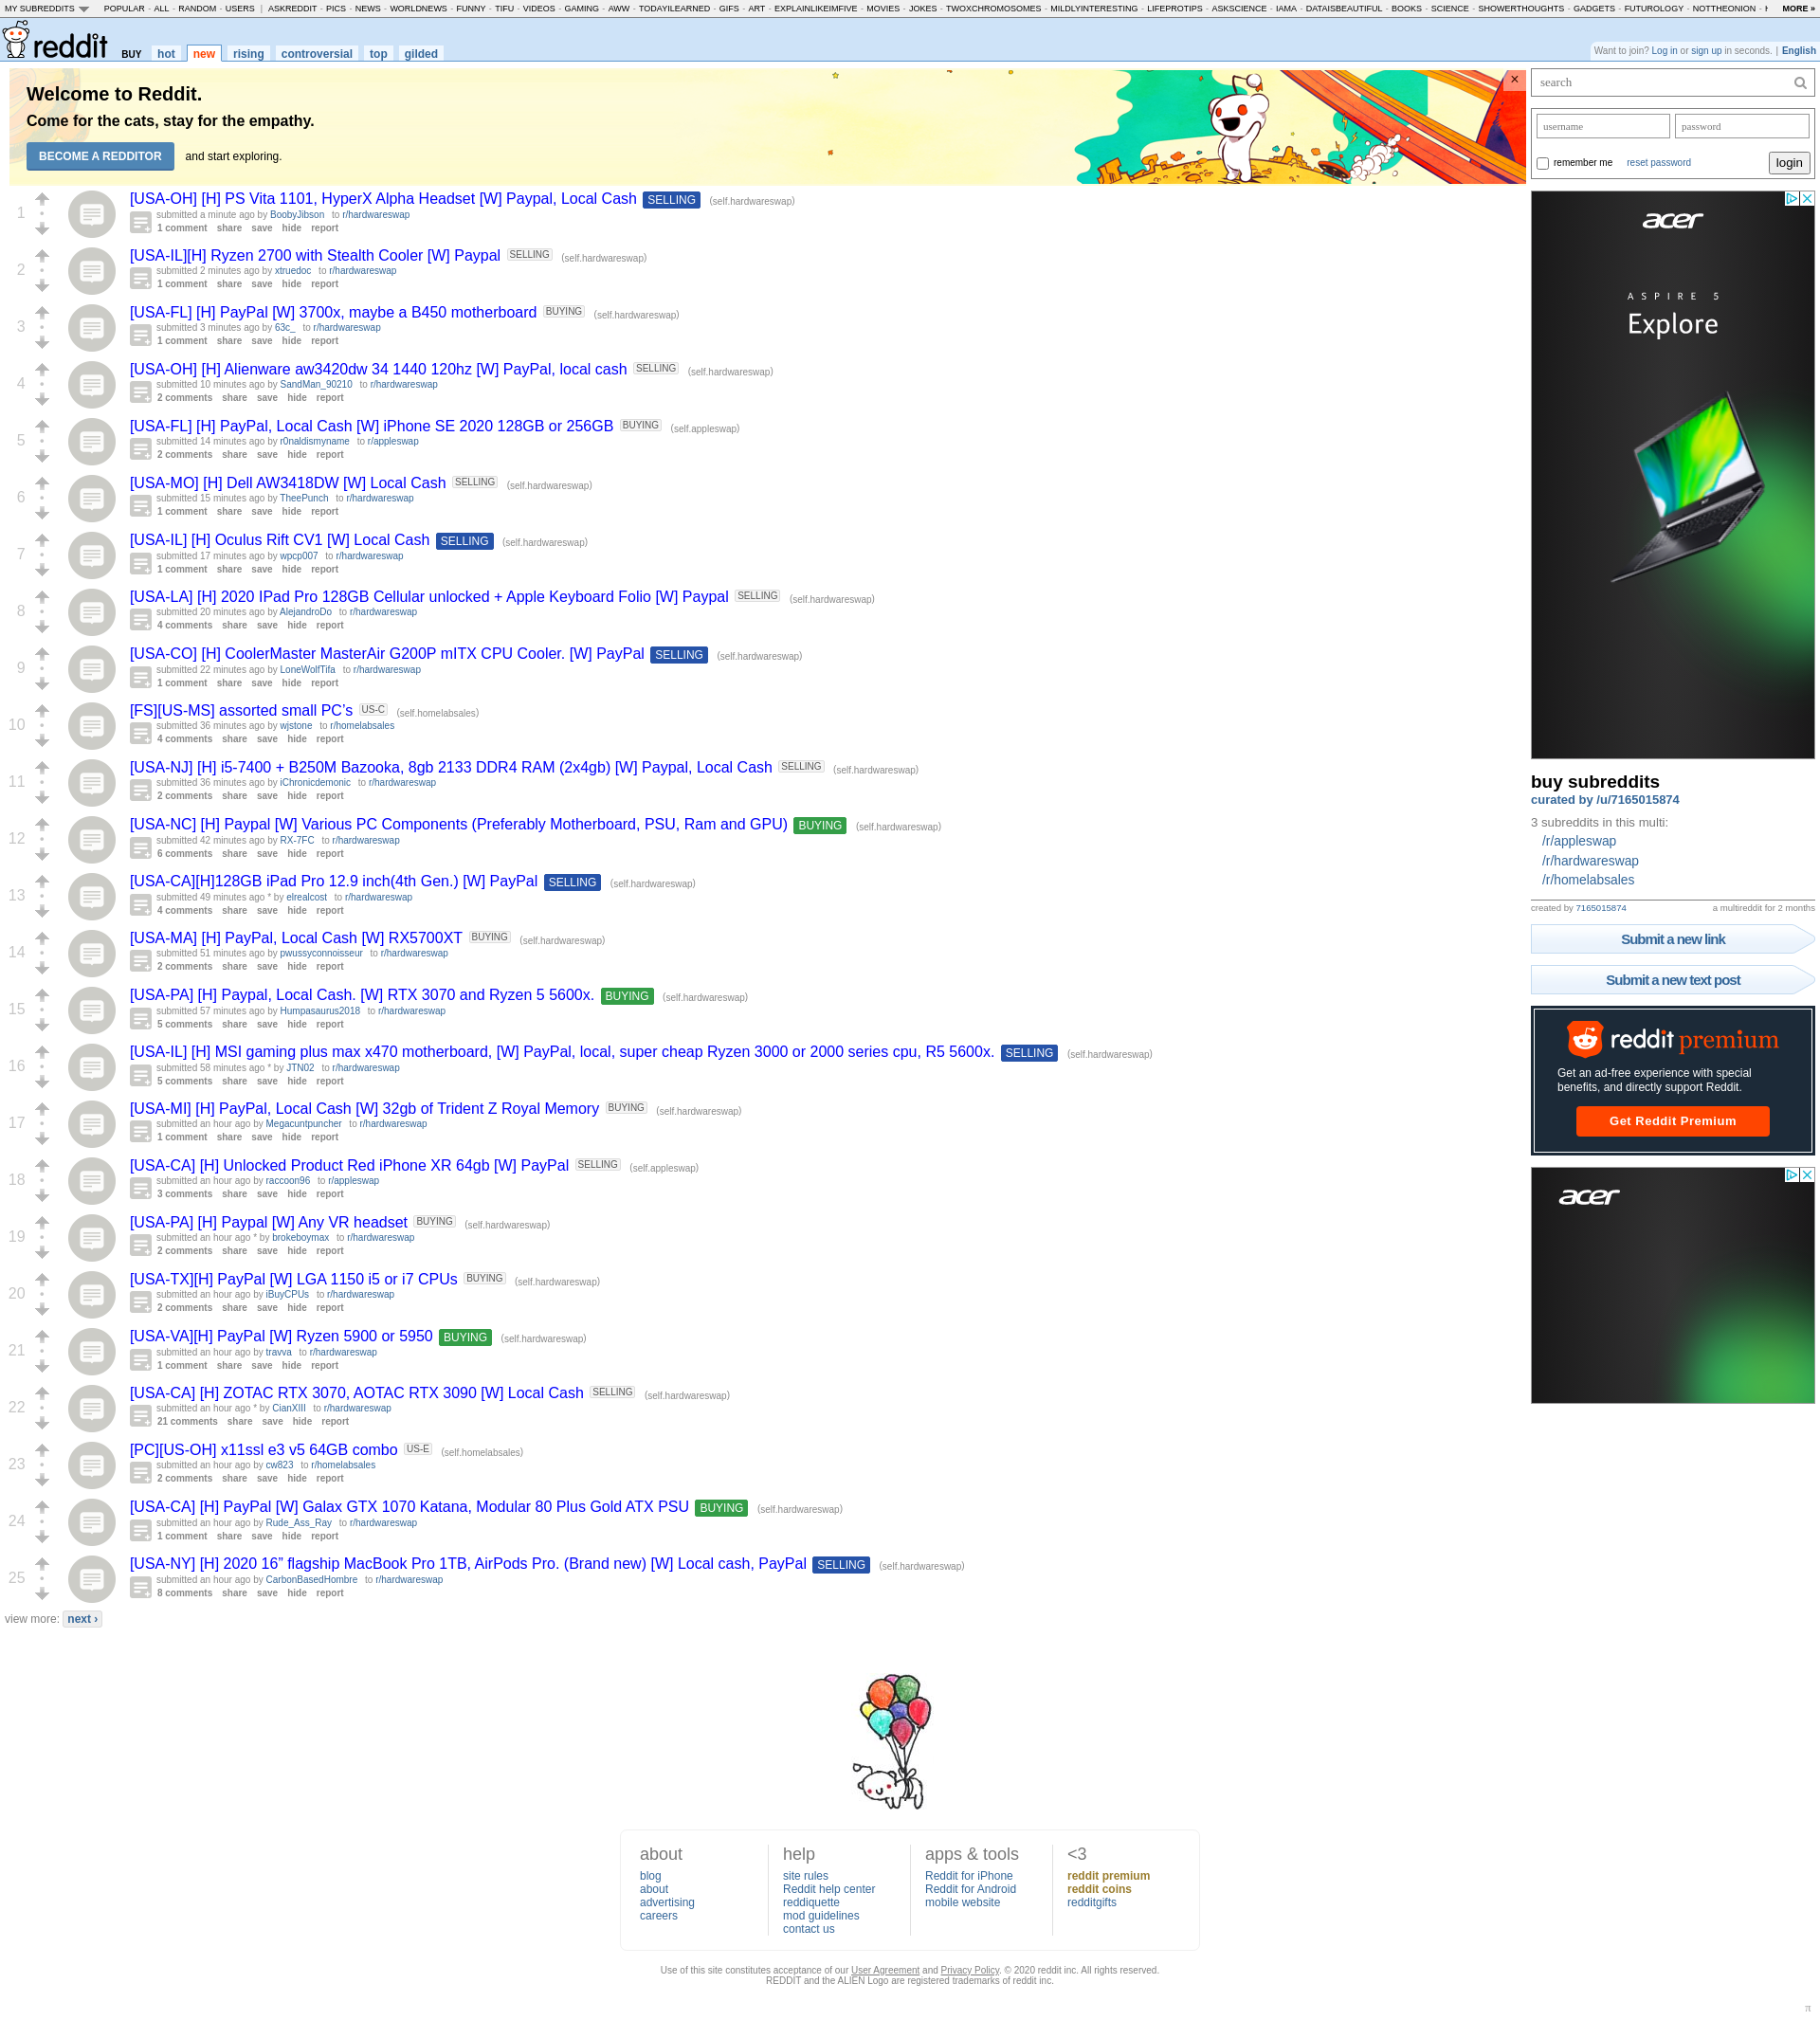 MY SUBREDDITS POPULAR - ALL - RANDOM - USERS | ASKREDDIT - PICS - NEWS - WORLDNEWS - FUNNY - TIFU - VIDEOS - GAMING - AWW - TODAYILEARNED - GIFS - ART - EXPLAINLIKEIMFIVE - MOVIES - JOKES - TWOXCHROMOSOMES - MILDLYINTERESTING - LIFEPROTIPS - ASKSCIENCE - IAMA - DATAISBEAUTIFUL - BOOKS - SCIENCE - SHOWERTHOUGHTS - GADGETS - FUTUROLOGY - NOTTHEONION - MORE »
reddit BUY hot new rising controversial top gilded
Want to join? Log in or sign up in seconds. | English
Welcome to Reddit.
Come for the cats, stay for the empathy.
BECOME A REDDITOR and start exploring.
×
search
username password
remember me reset password login
1 [USA-OH] [H] PS Vita 1101, HyperX Alpha Headset [W] Paypal, Local Cash SELLING (self.hardwareswap)
submitted a minute ago by BoobyJibson to r/hardwareswap
1 comment share save hide report
2 [USA-IL][H] Ryzen 2700 with Stealth Cooler [W] Paypal SELLING (self.hardwareswap)
submitted 2 minutes ago by xtruedoc to r/hardwareswap
1 comment share save hide report
3 [USA-FL] [H] PayPal [W] 3700x, maybe a B450 motherboard BUYING (self.hardwareswap)
submitted 3 minutes ago by 63c_ to r/hardwareswap
1 comment share save hide report
4 [USA-OH] [H] Alienware aw3420dw 34 1440 120hz [W] PayPal, local cash SELLING (self.hardwareswap)
submitted 10 minutes ago by SandMan_90210 to r/hardwareswap
2 comments share save hide report
5 [USA-FL] [H] PayPal, Local Cash [W] iPhone SE 2020 128GB or 256GB BUYING (self.appleswap)
submitted 14 minutes ago by r0naldismyname to r/appleswap
2 comments share save hide report
6 [USA-MO] [H] Dell AW3418DW [W] Local Cash SELLING (self.hardwareswap)
submitted 15 minutes ago by TheePunch to r/hardwareswap
1 comment share save hide report
7 [USA-IL] [H] Oculus Rift CV1 [W] Local Cash SELLING (self.hardwareswap)
submitted 17 minutes ago by wpcp007 to r/hardwareswap
1 comment share save hide report
8 [USA-LA] [H] 2020 IPad Pro 128GB Cellular unlocked + Apple Keyboard Folio [W] Paypal SELLING (self.hardwareswap)
submitted 20 minutes ago by AlejandroDo to r/hardwareswap
4 comments share save hide report
9 [USA-CO] [H] CoolerMaster MasterAir G200P mITX CPU Cooler. [W] PayPal SELLING (self.hardwareswap)
submitted 22 minutes ago by LoneWolfTifa to r/hardwareswap
1 comment share save hide report
10 [FS][US-MS] assorted small PC’s US-C (self.homelabsales)
submitted 36 minutes ago by wjstone to r/homelabsales
4 comments share save hide report
11 [USA-NJ] [H] i5-7400 + B250M Bazooka, 8gb 2133 DDR4 RAM (2x4gb) [W] Paypal, Local Cash SELLING (self.hardwareswap)
submitted 36 minutes ago by iChronicdemonic to r/hardwareswap
2 comments share save hide report
12 [USA-NC] [H] Paypal [W] Various PC Components (Preferably Motherboard, PSU, Ram and GPU) BUYING (self.hardwareswap)
submitted 42 minutes ago by RX-7FC to r/hardwareswap
6 comments share save hide report
13 [USA-CA][H]128GB iPad Pro 12.9 inch(4th Gen.) [W] PayPal SELLING (self.hardwareswap)
submitted 49 minutes ago * by elrealcost to r/hardwareswap
4 comments share save hide report
14 [USA-MA] [H] PayPal, Local Cash [W] RX5700XT BUYING (self.hardwareswap)
submitted 51 minutes ago by pwussyconnoisseur to r/hardwareswap
2 comments share save hide report
15 [USA-PA] [H] Paypal, Local Cash. [W] RTX 3070 and Ryzen 5 5600x. BUYING (self.hardwareswap)
submitted 57 minutes ago by Humpasaurus2018 to r/hardwareswap
5 comments share save hide report
16 [USA-IL] [H] MSI gaming plus max x470 motherboard, [W] PayPal, local, super cheap Ryzen 3000 or 2000 series cpu, R5 5600x. SELLING (self.hardwareswap)
submitted 58 minutes ago * by JTN02 to r/hardwareswap
5 comments share save hide report
17 [USA-MI] [H] PayPal, Local Cash [W] 32gb of Trident Z Royal Memory BUYING (self.hardwareswap)
submitted an hour ago by Megacuntpuncher to r/hardwareswap
1 comment share save hide report
18 [USA-CA] [H] Unlocked Product Red iPhone XR 64gb [W] PayPal SELLING (self.appleswap)
submitted an hour ago by raccoon96 to r/appleswap
3 comments share save hide report
19 [USA-PA] [H] Paypal [W] Any VR headset BUYING (self.hardwareswap)
submitted an hour ago * by brokeboymax to r/hardwareswap
2 comments share save hide report
20 [USA-TX][H] PayPal [W] LGA 1150 i5 or i7 CPUs BUYING (self.hardwareswap)
submitted an hour ago by iBuyCPUs to r/hardwareswap
2 comments share save hide report
21 [USA-VA][H] PayPal [W] Ryzen 5900 or 5950 BUYING (self.hardwareswap)
submitted an hour ago by travva to r/hardwareswap
1 comment share save hide report
22 [USA-CA] [H] ZOTAC RTX 3070, AOTAC RTX 3090 [W] Local Cash SELLING (self.hardwareswap)
submitted an hour ago * by CianXIII to r/hardwareswap
21 comments share save hide report
23 [PC][US-OH] x11ssl e3 v5 64GB combo US-E (self.homelabsales)
submitted an hour ago by cw823 to r/homelabsales
2 comments share save hide report
24 [USA-CA] [H] PayPal [W] Galax GTX 1070 Katana, Modular 80 Plus Gold ATX PSU BUYING (self.hardwareswap)
submitted an hour ago by Rude_Ass_Ray to r/hardwareswap
1 comment share save hide report
25 [USA-NY] [H] 2020 16” flagship MacBook Pro 1TB, AirPods Pro. (Brand new) [W] Local cash, PayPal SELLING (self.hardwareswap)
submitted an hour ago by CarbonBasedHombre to r/hardwareswap
8 comments share save hide report
view more: next ›
acer
ASPIRE 5
Explore
buy subreddits
curated by /u/7165015874
3 subreddits in this multi:
/r/appleswap
/r/hardwareswap
/r/homelabsales
created by 7165015874 a multireddit for 2 months
Submit a new link
Submit a new text post
reddit premium
Get an ad-free experience with special
benefits, and directly support Reddit.
Get Reddit Premium
acer
about
blog
about
advertising
careers
help
site rules
Reddit help center
reddiquette
mod guidelines
contact us
apps & tools
Reddit for iPhone
Reddit for Android
mobile website
<3
reddit premium
reddit coins
redditgifts
Use of this site constitutes acceptance of our User Agreement and Privacy Policy. © 2020 reddit inc. All rights reserved.
REDDIT and the ALIEN Logo are registered trademarks of reddit inc.
π